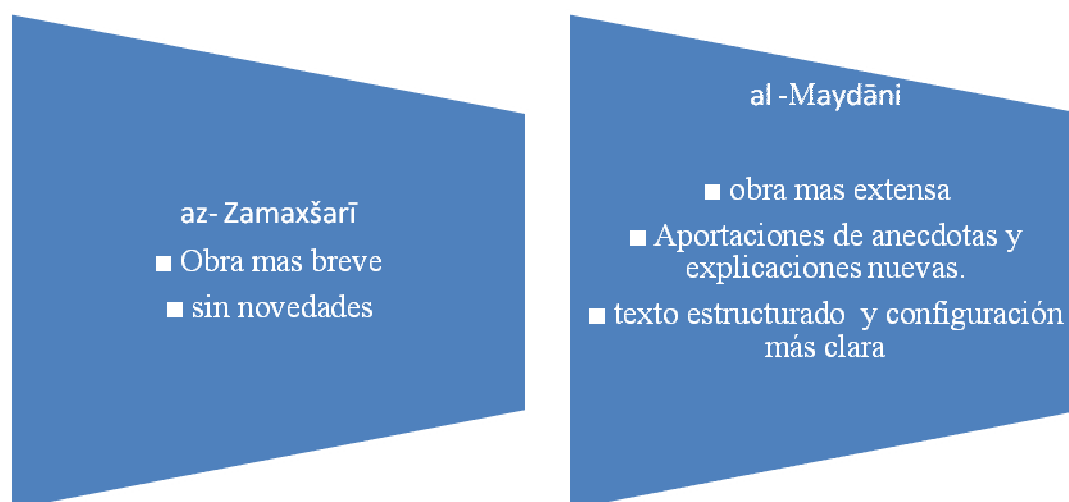 az- Zamaxšarī
■ Obra mas breve
■ sin novedades
al -Maydāni
■ obra mas extensa
■ Aportaciones de anecdotas y
explicaciones nuevas.
■ texto estructurado y configuración
más clara